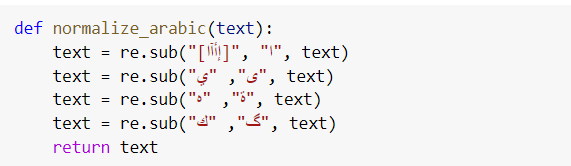 def normalize_arabic(text):
    text = re.sub("[إأآا]", "ا", text)
    text = re.sub("ى", "ي", text)
    text = re.sub("ة", "ه", text)
    text = re.sub("گ", "ك", text)
    return text